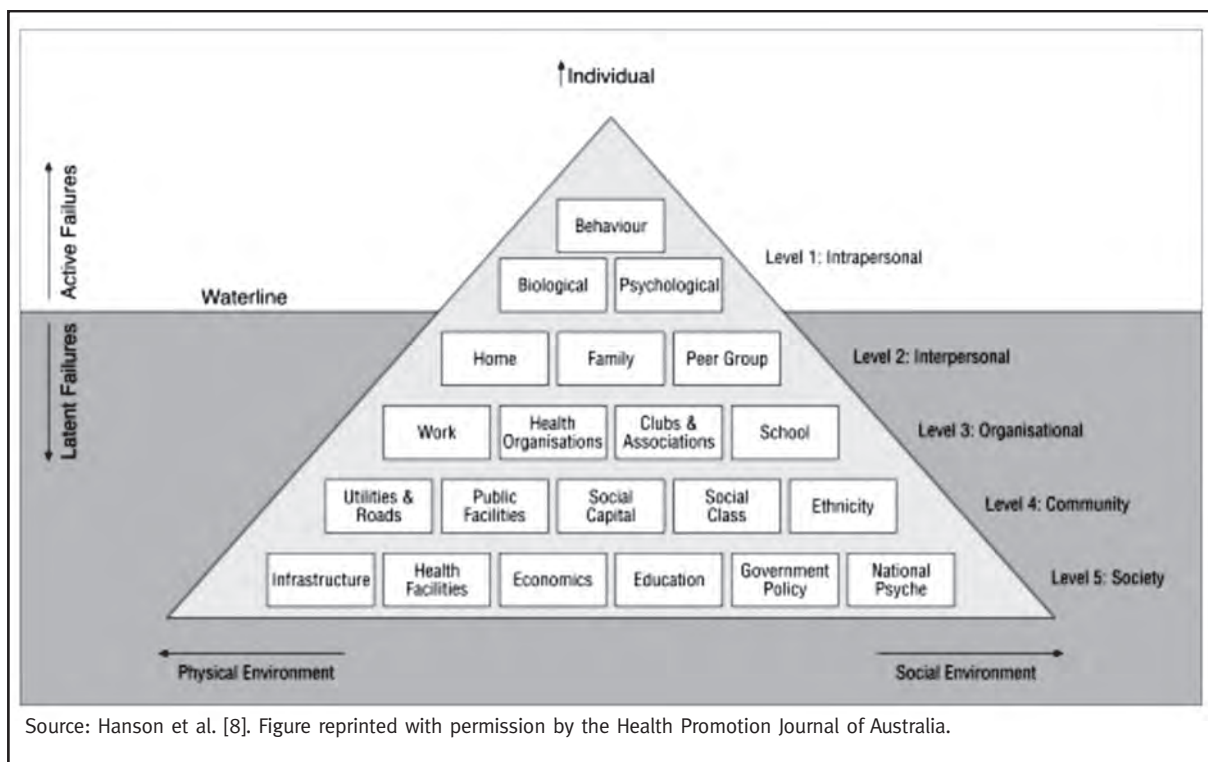 Individual
Active Failures
Behaviour
Level 1: Intrapersonal
Biological
Psychological
Waterline
Latent Failures
Home
Family
Peer Group
Level 2: Interpersonal
Work
Health
Organisations
Clubs &
Associations
School
Level 3: Organisational
Utilities &
Roads
Public
Facilities
Social
Capital
Social
Class
Ethnicity
Level 4: Community
Infrastructure
Health
Facilities
Economics
Education
Government
Policy
National
Psyche
Level 5: Society
Physical Environment
Social Environment
Source: Hanson et al. [8]. Figure reprinted with permission by the Health Promotion Journal of Australia.